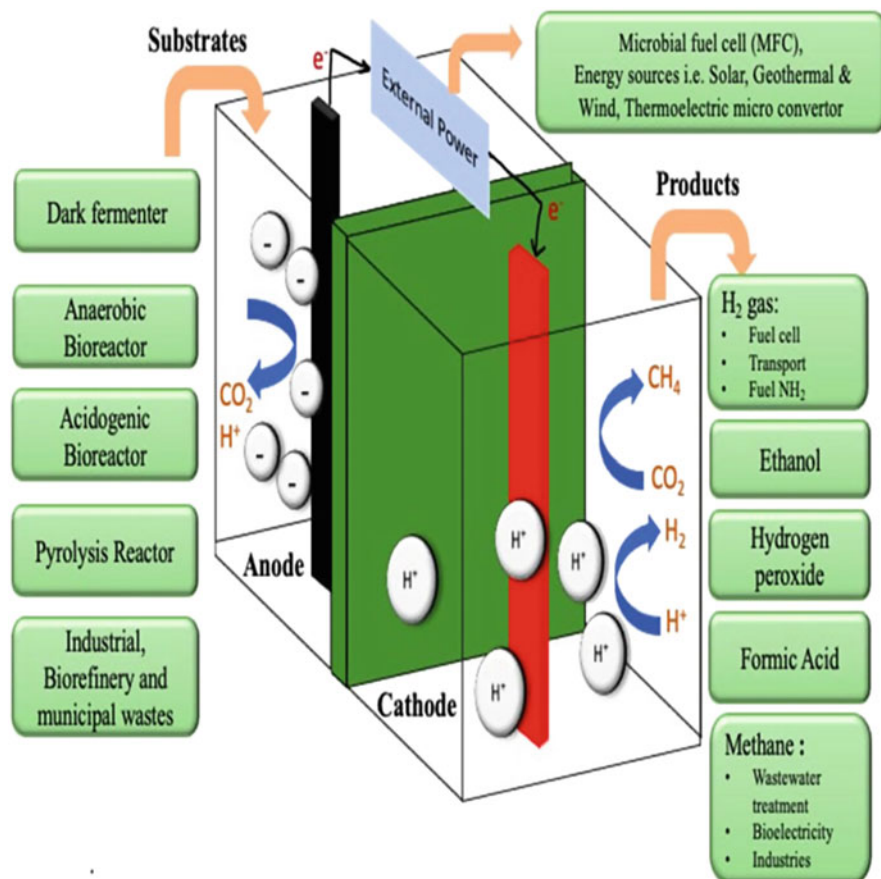 Substrates
e-
External Power
Microbial fuel cell (MFC),
Energy sources i.e. Solar, Geothermal &
Wind, Thermoelectric micro convertor
Dark fermenter
Anaerobic
Bioreactor
Acidogenic
Bioreactor
Pyrolysis Reactor
Industrial,
Biorefinery and
municipal wastes
-
-
-
-
-
CO₂
H⁺
Anode
e-
H⁺
H⁺
H⁺
H⁺
H⁺
Cathode
CH₄
CO₂
H₂
H⁺
Products
H₂ gas:
• Fuel cell
• Transport
• Fuel NH₂
Ethanol
Hydrogen
peroxide
Formic Acid
Methane :
• Wastewater
treatment
• Bioelectricity
• Industries